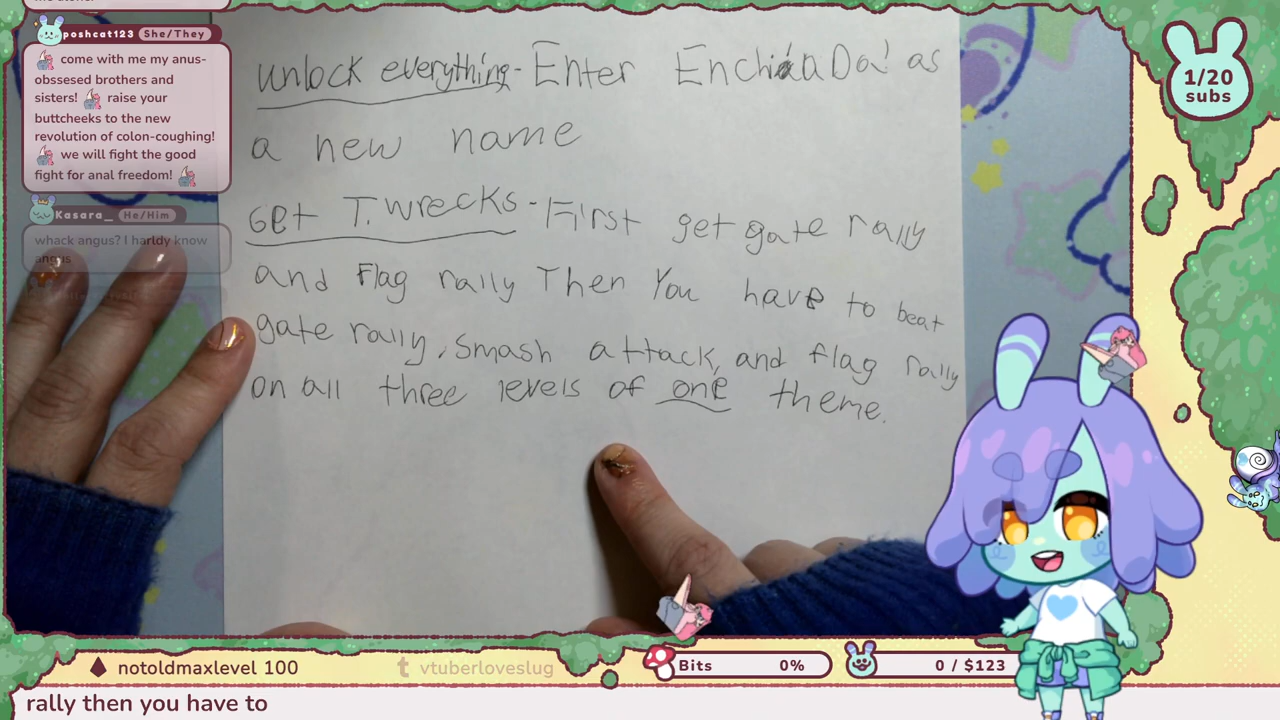 poshcat123 She/They
come with me my anus-
obssesed brothers and
sisters! raise your
buttcheeks to the new
revolution of colon-coughing!
we will fight the good
fight for anal freedom!
Kasara_ He/Him
whack angus? I harldy know
angus
unlock everything - Enter Enchilada! as
a new name
Get T. wrecks - First get gate rally
and Flag rally Then You have to beat
gate rally, Smash attack, and flag rally
on all three levels of one theme.
1/20
subs
notoldmaxlevel 100
vtuberloveslug
Bits 0%
0 / $123
rally then you have to